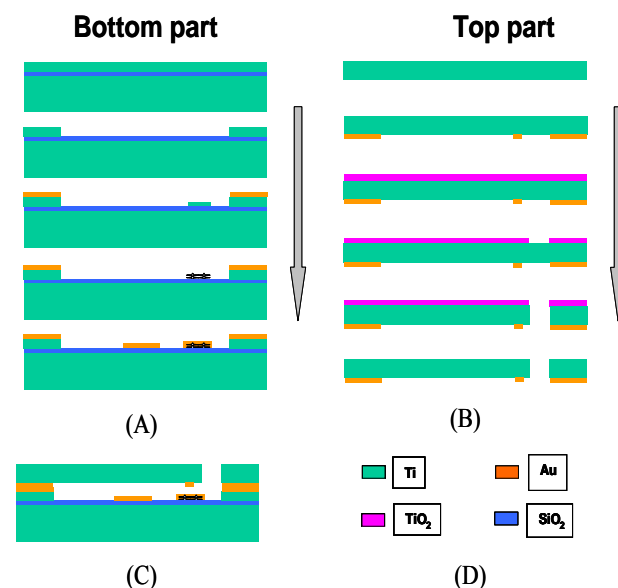 Bottom part
Top part
(A)
(B)
Ti
Au
TiO₂
SiO₂
(C)
(D)